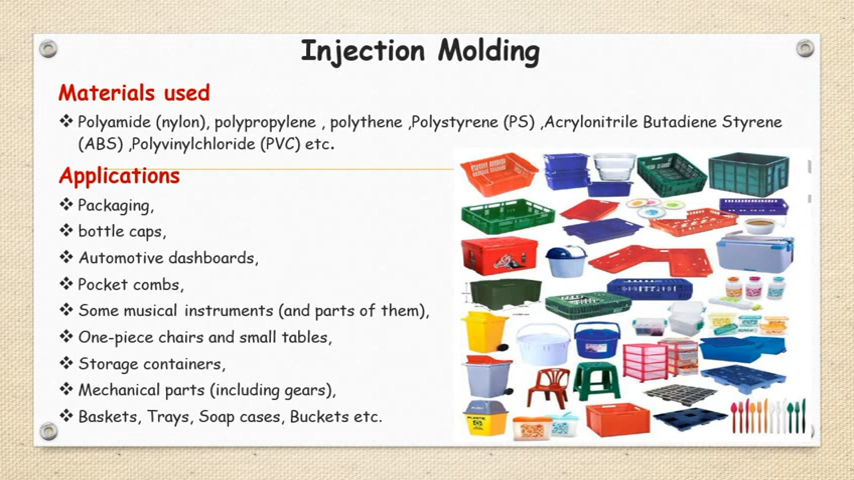 Injection Molding
Materials used
❖ Polyamide (nylon), polypropylene , polythene ,Polystyrene (PS) ,Acrylonitrile Butadiene Styrene
(ABS) ,Polyvinylchloride (PVC) etc.
Applications
❖ Packaging,
❖ bottle caps,
❖ Automotive dashboards,
❖ Pocket combs,
❖ Some musical instruments (and parts of them),
❖ One-piece chairs and small tables,
❖ Storage containers,
❖ Mechanical parts (including gears),
❖ Baskets, Trays, Soap cases, Buckets etc.